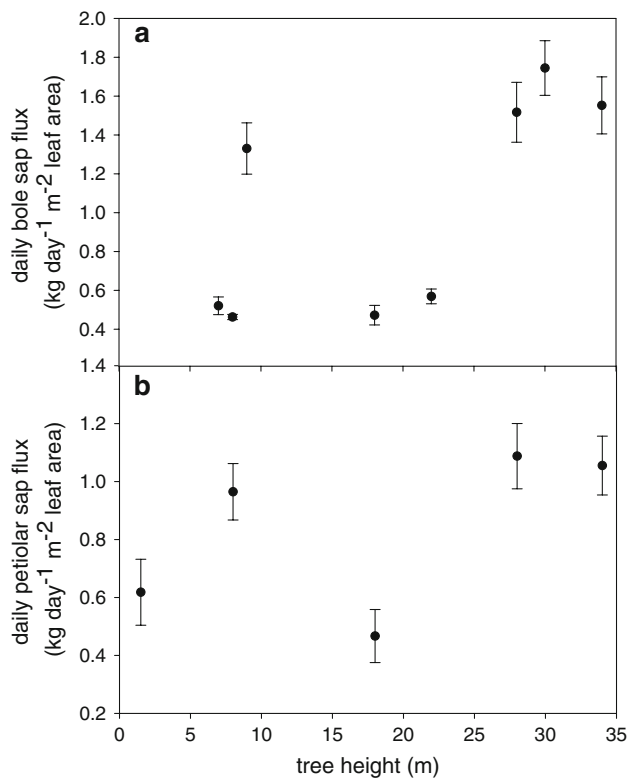 a
daily bole sap flux
(kg day-1 m-2 leaf area)
2.0
1.8
1.6
1.4
1.2
1.0
0.8
0.6
0.4
1.4
b
daily petiolar sap flux
(kg day-1 m-2 leaf area)
1.2
1.0
0.8
0.6
0.4
0.2
0 5 10 15 20 25 30 35
tree height (m)